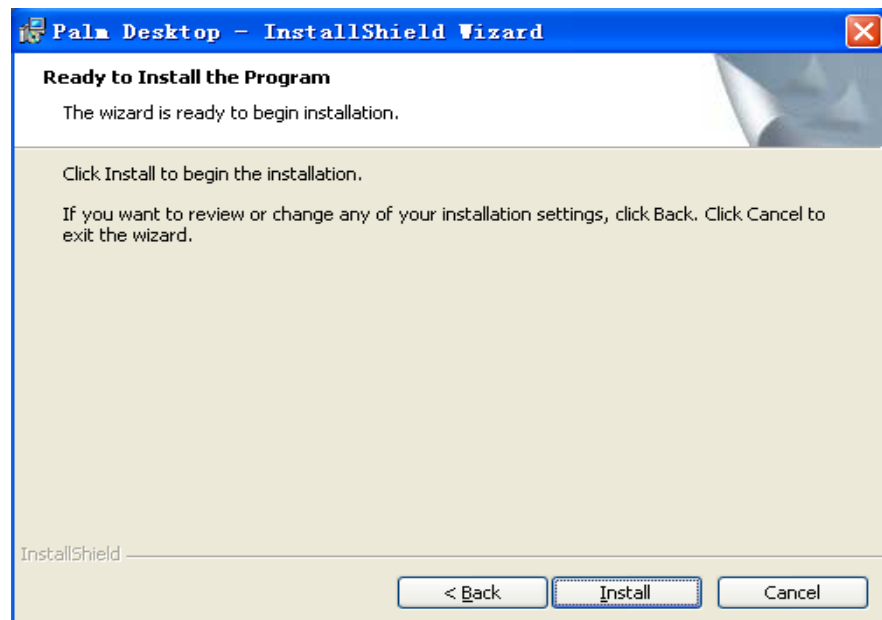 Palm Desktop - InstallShield Wizard
Ready to Install the Program
The wizard is ready to begin installation.
Click Install to begin the installation.
If you want to review or change any of your installation settings, click Back. Click Cancel to
exit the wizard.
InstallShield
< Back Install Cancel